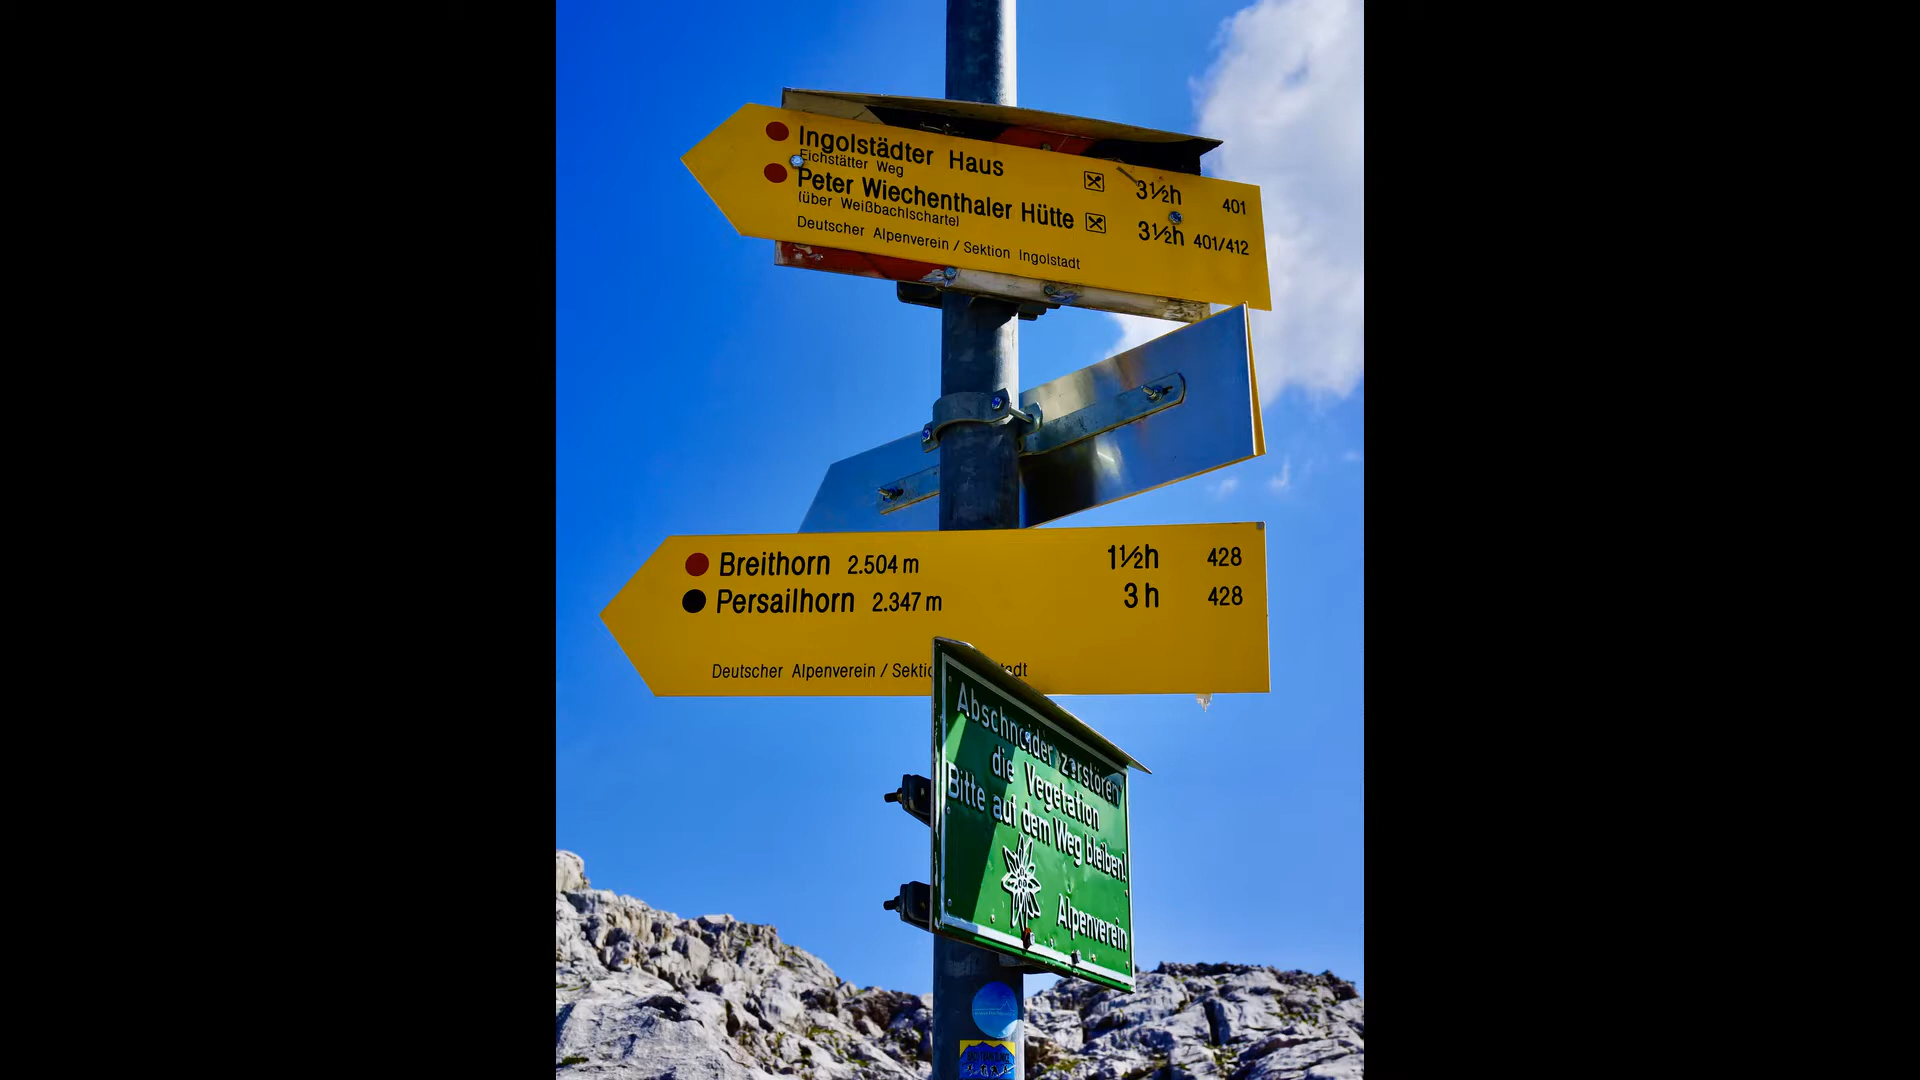 Ingolstädter Haus 3½h 401
Eichstätter Weg
Peter Wiechenthaler Hütte 3½h 401/412
(über Weißbachlscharte)
Deutscher Alpenverein / Sektion Ingolstadt
Breithorn 2.504 m 1½h 428
Persailhorn 2.347 m 3 h 428
Deutscher Alpenverein /
Abschneider zerstören
die Vegetation
Bitte auf dem Weg bleiben!
Alpenverein